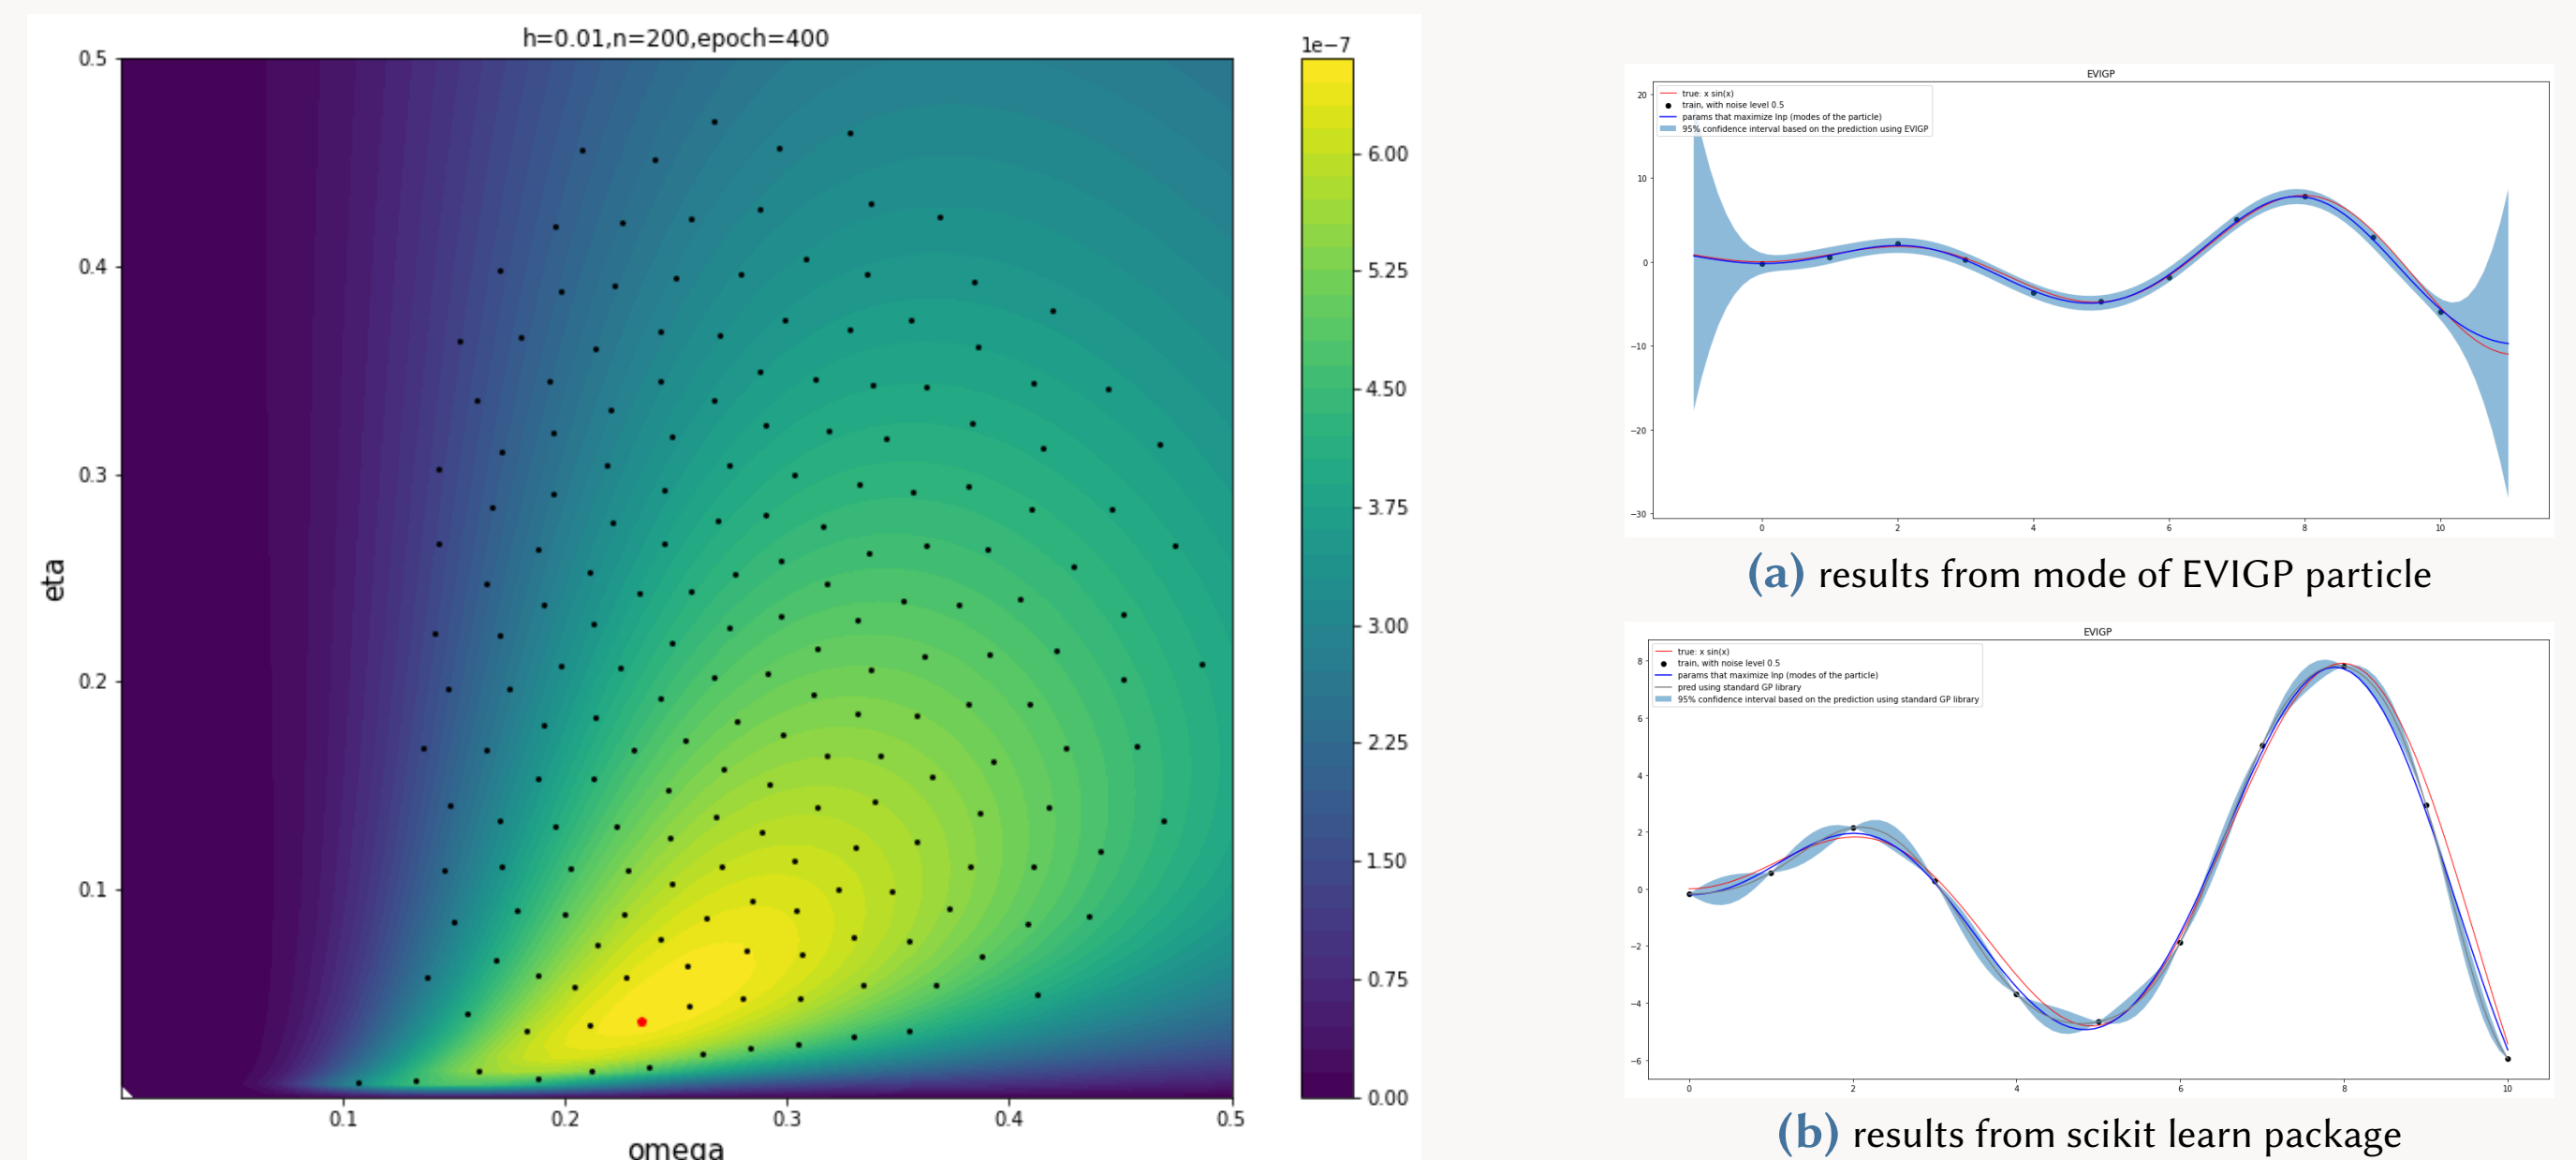 h=0.01,n=200,epoch=400
1e−7
0.5
0.4
0.3
0.2
0.1
eta
0.1
0.2
0.3
0.4
0.5
omega
6.00
5.25
4.50
3.75
3.00
2.25
1.50
0.75
0.00
EVIGP
true: x sin(x)
train, with noise level 0.5
params that maximize lnp (modes of the particle)
95% confidence interval based on the prediction using EVIGP
20
10
0
−10
−20
−30
0
2
4
6
8
10
(a) results from mode of EVIGP particle
EVIGP
true: x sin(x)
train, with noise level 0.5
params that maximize lnp (modes of the particle)
pred using standard GP library
95% confidence interval based on the prediction using standard GP library
8
6
4
2
0
−2
−4
−6
0
2
4
6
8
10
(b) results from scikit learn package